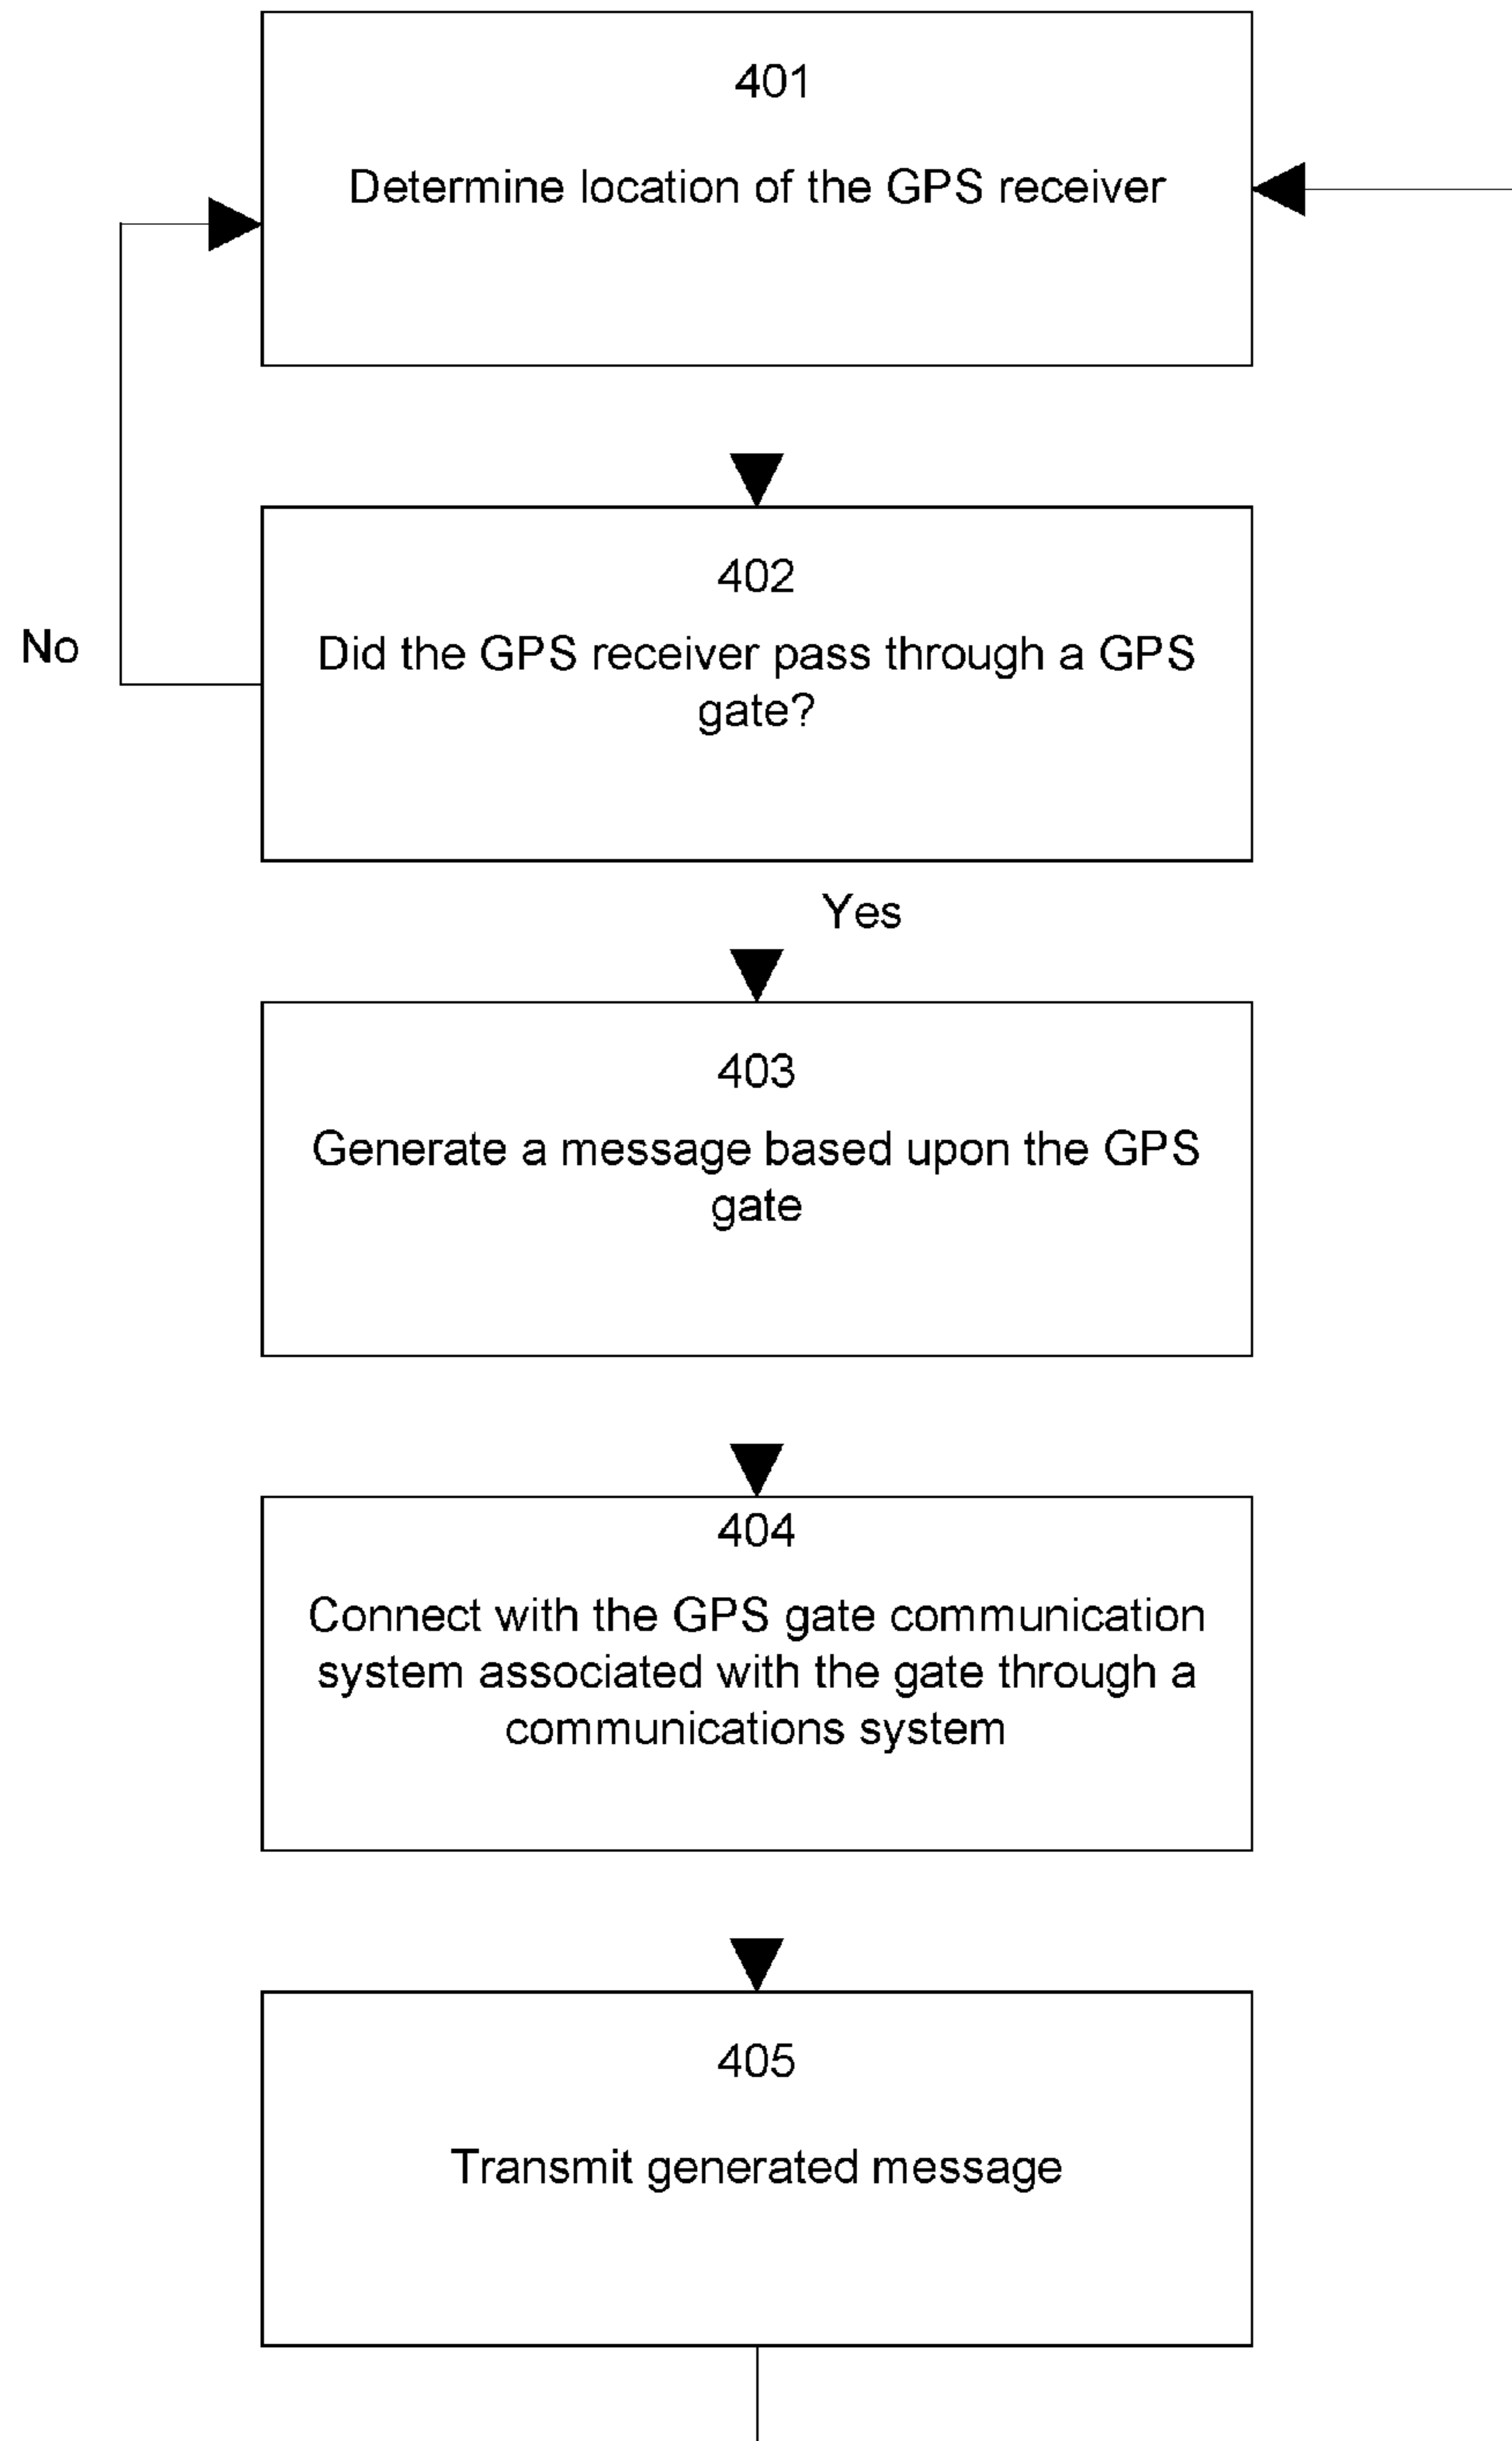 401
Determine location of the GPS receiver
402
No
Did the GPS receiver pass through a GPS
gate?
Yes
403
Generate a message based upon the GPS
gate
404
Connect with the GPS gate communication
system associated with the gate through a
communications system
405
Transmit generated message